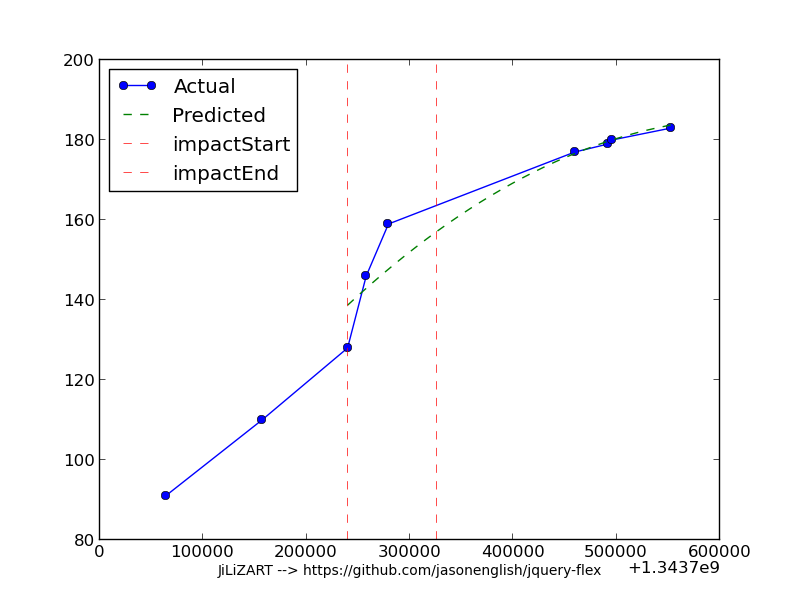 200
180
160
140
120
100
80
Actual
Predicted
impactStart
impactEnd
0 100000 200000 300000 400000 500000 600000
JiLiZART --> https://github.com/jasonenglish/jquery-flex +1.3437e9